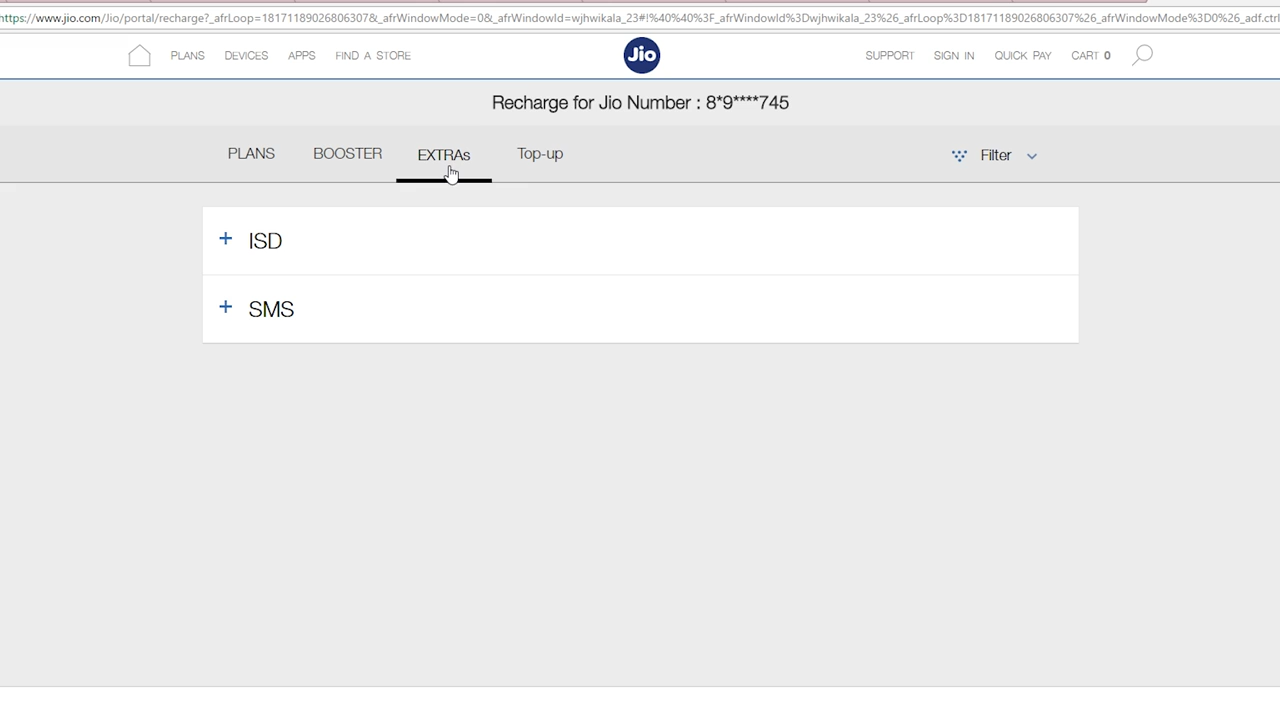 https://www.jio.com/Jio/portal/recharge?_afrLoop=18171189026806307&_afrWindowMode=0&_afrWindowId=wjhwikala_23#!%40%40%3F_afrWindowId%3Dwjhwikala_23%26_afrLoop%3D18171189026806307%26_afrWindowMode%3D0%26_adf.ctrl
PLANS DEVICES APPS FIND A STORE Jio SUPPORT SIGN IN QUICK PAY CART 0
Recharge for Jio Number : 8*9****745
PLANS BOOSTER EXTRAs Top-up Filter
+ ISD
+ SMS